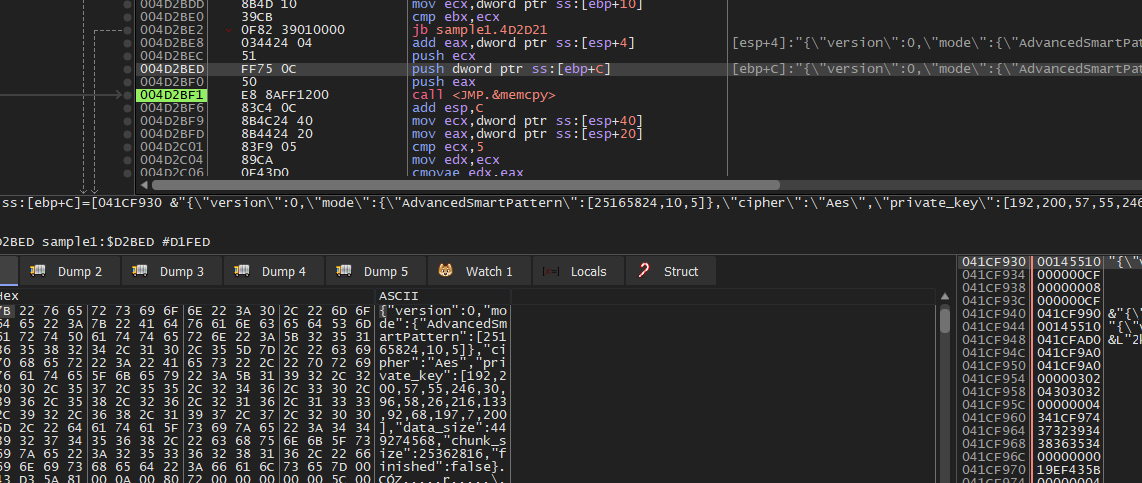 004D2BDD 8B4D 10 mov ecx,dword ptr ss:[ebp+10]
004D2BE0 39CB cmp ebx,ecx
004D2BE2 0F82 39010000 jb sample1.4D2D21
004D2BE8 034424 04 add eax,dword ptr ss:[esp+4] [esp+4]:"{\"version\":0,\"mode\":{\"AdvancedSmartPatt
004D2BEC 51 push ecx
004D2BED FF75 0C push dword ptr ss:[ebp+C] [ebp+C]:"{\"version\":0,\"mode\":{\"AdvancedSmartPatt
004D2BF0 50 push eax
004D2BF1 E8 8AFF1200 call <JMP.&memcpy>
004D2BF6 83C4 0C add esp,C
004D2BF9 8B4C24 40 mov ecx,dword ptr ss:[esp+40]
004D2BFD 8B4424 20 mov eax,dword ptr ss:[esp+20]
004D2C01 83F9 05 cmp ecx,5
004D2C04 89CA mov edx,ecx
004D2C06 0F43D0 cmovae edx,eax
ss:[ebp+C]=[041CF930 &"{\"version\":0,\"mode\":{\"AdvancedSmartPattern\":[25165824,10,5]},\"cipher\":\"Aes\",\"private_key\":[192,200,57,55,246
D2BED sample1:$D2BED #D1FED
Dump 2 Dump 3 Dump 4 Dump 5 Watch 1 Locals Struct
Hex ASCII
7B 22 76 65 72 73 69 6F 6E 22 3A 30 2C 22 6D 6F {"version":0,"mo
64 65 22 3A 7B 22 41 64 76 61 6E 63 65 64 53 6D de":{"AdvancedSm
61 72 74 50 61 74 74 65 72 6E 22 3A 5B 32 35 31 artPattern":[251
36 35 38 32 34 2C 31 30 2C 35 5D 7D 2C 22 63 69 65824,10,5]},"ci
70 68 65 72 22 3A 22 41 65 73 22 2C 22 70 72 69 pher":"Aes","pri
76 61 74 65 5F 6B 65 79 22 3A 5B 31 39 32 2C 32 vate_key":[192,2
30 30 2C 35 37 2C 35 35 2C 32 34 36 2C 33 30 2C 00,57,55,246,30,
39 36 2C 35 38 2C 32 36 2C 32 31 36 2C 31 33 33 96,58,26,216,133
2C 39 32 2C 36 38 2C 31 39 37 2C 37 2C 32 30 30 ,92,68,197,7,200
5D 2C 22 64 61 74 61 5F 73 69 7A 65 22 3A 34 34 ],"data_size":44
39 32 37 34 35 36 38 2C 22 63 68 75 6E 6B 5F 73 9274568,"chunk_s
69 7A 65 22 3A 32 35 33 36 32 38 31 36 2C 22 66 ize":25362816,"f
69 6E 69 73 68 65 64 22 3A 66 61 6C 73 65 7D 00 inished":false}.
041CF930 00145510 "{\"v
041CF934 000000CF
041CF938 00000008
041CF93C 000000CF
041CF940 041CF990 &"{\"
041CF944 00145510 "{\"v
041CF948 041CFAD0 &L"2k
041CF94C 041CF9A0
041CF950 041CF9A0
041CF954 00000302
041CF958 04303032
041CF95C 00000004
041CF960 341CF974
041CF964 37323934
041CF968 38363534
041CF96C 00000000
041CF970 19EF435B